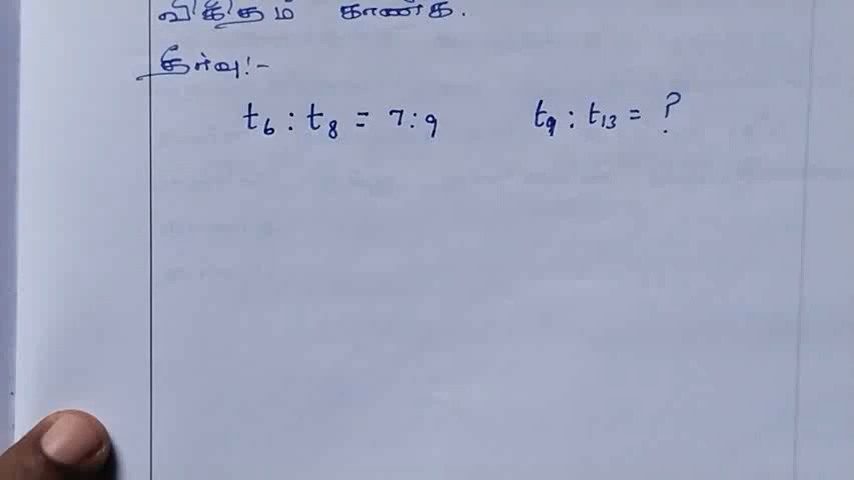 விகிதம் காண்க.
தீர்வு:-
t₆ : t₈ = 7:9 t₉ : t₁₃ = ?